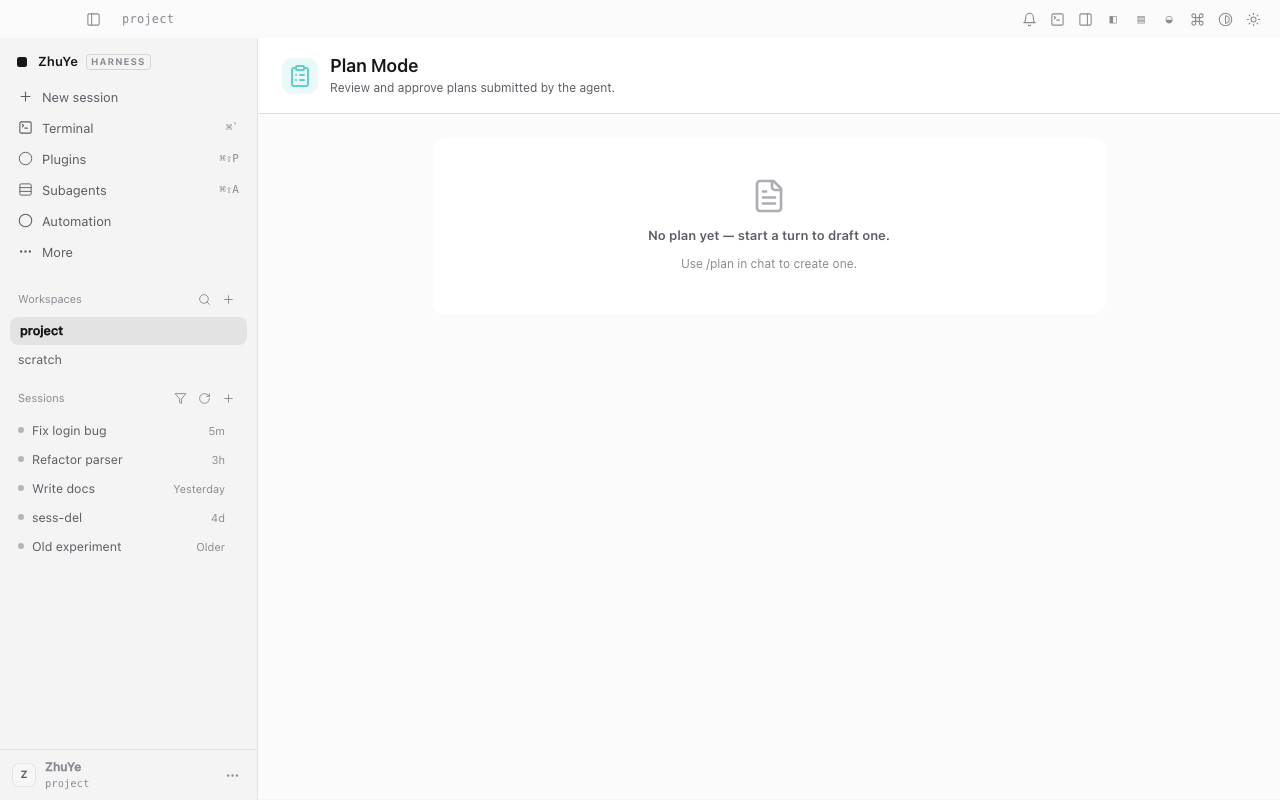 project
ZhuYe HARNESS
New session
Terminal ⌘`
Plugins ⌘⇧P
Subagents ⌘⇧A
Automation
More
Workspaces
project
scratch
Sessions
Fix login bug 5m
Refactor parser 3h
Write docs Yesterday
sess-del 4d
Old experiment Older
Z ZhuYe
project
Plan Mode
Review and approve plans submitted by the agent.
No plan yet — start a turn to draft one.
Use /plan in chat to create one.